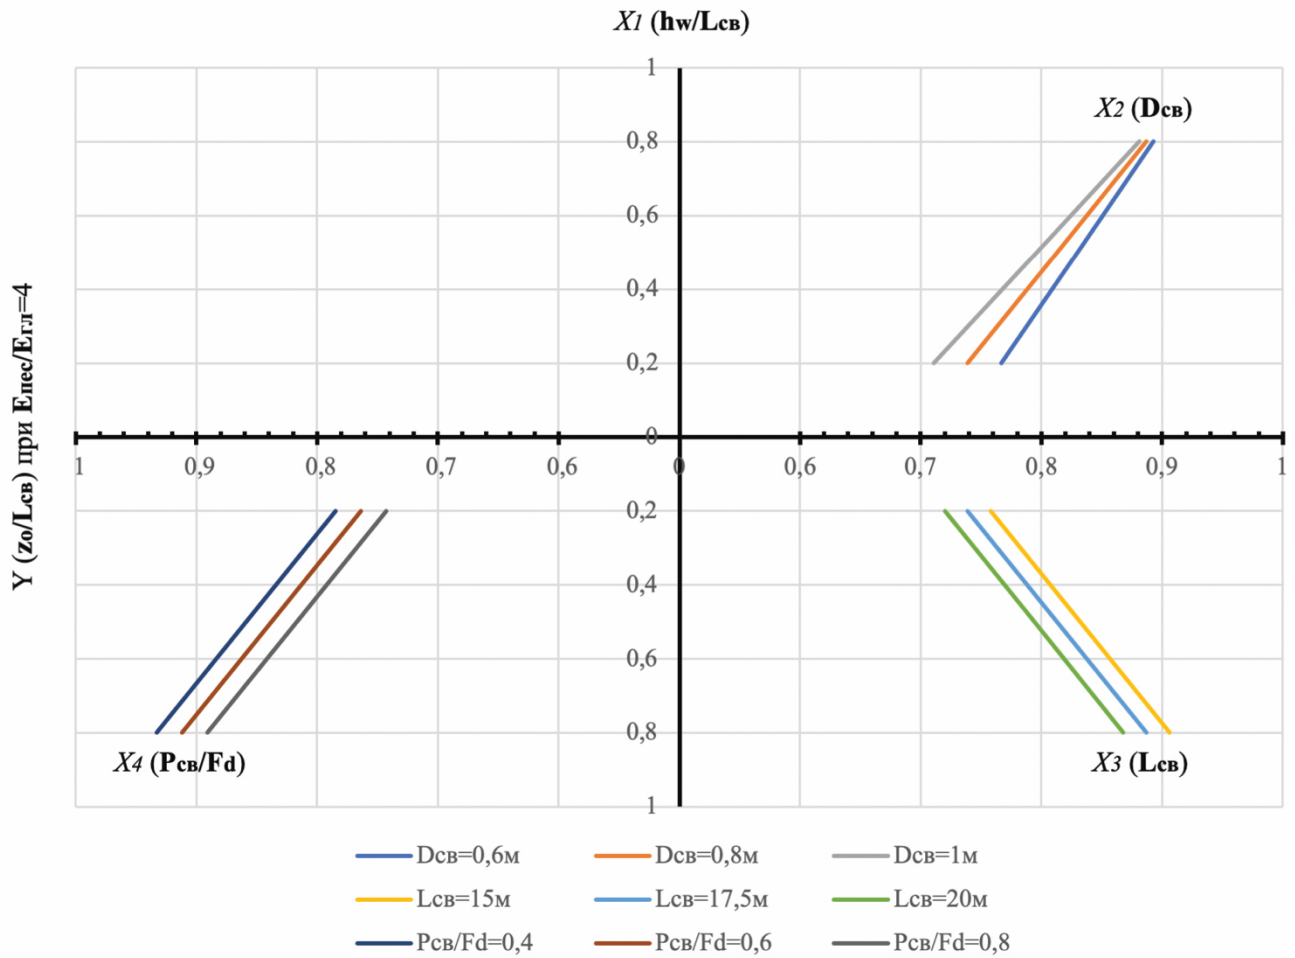 X1 (hw/Lсв)
1
X2 (Dсв)
0,8
0,6
0,4
0,2
0
Y (zo/Lсв) при Епес/Егл=4
1 0,9 0,8 0,7 0,6 0 0,6 0,7 0,8 0,9 1
0,2
0,4
0,6
0,8
X4 (Pсв/Fd) X3 (Lсв)
1
Dсв=0,6м Dсв=0,8м Dсв=1м
Lсв=15м Lсв=17,5м Lсв=20м
Pсв/Fd=0,4 Pсв/Fd=0,6 Pсв/Fd=0,8